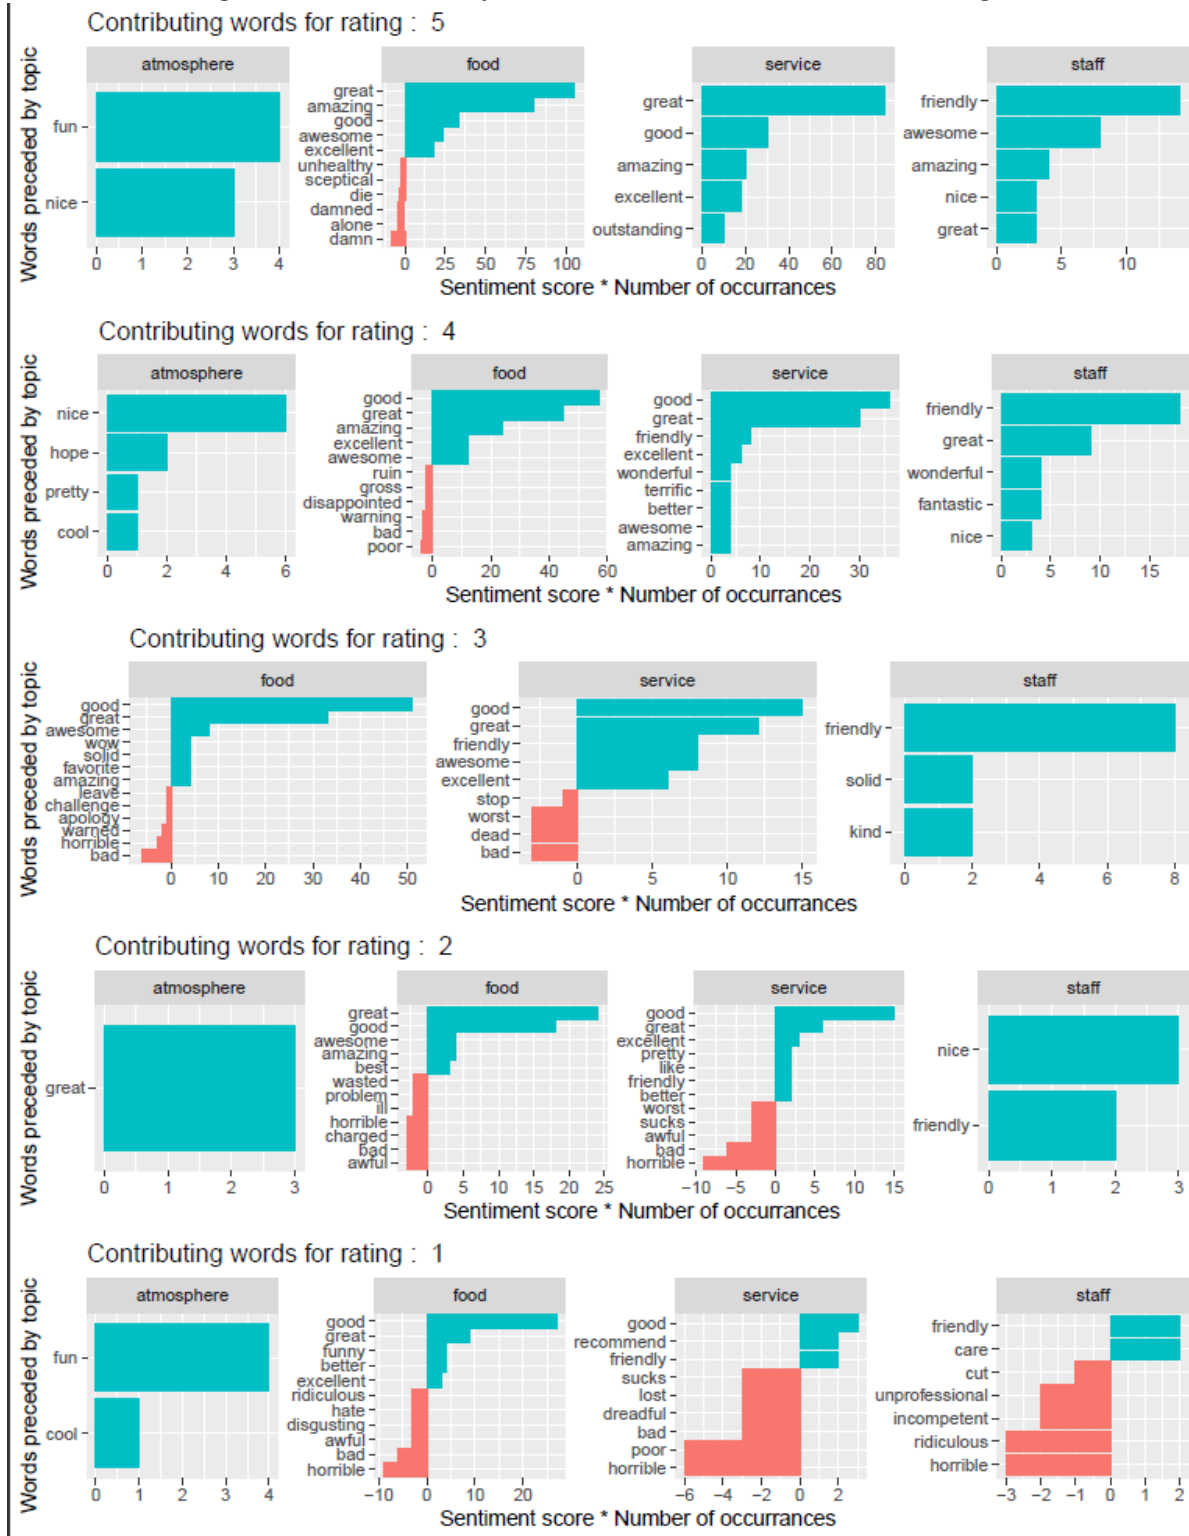 Contributing words for rating : 5
Words preceded by topic
atmosphere
fun
nice
0 1 2 3 4
food
great
amazing
good
awesome
excellent
unhealthy
sceptical
die
damned
alone
damn
0 25 50 75 100
service
great
good
amazing
excellent
outstanding
0 20 40 60 80
staff
friendly
awesome
amazing
nice
great
0 5 10
Sentiment score * Number of occurrances
Contributing words for rating : 4
Words preceded by topic
atmosphere
nice
hope
pretty
cool
0 2 4 6
food
good
great
amazing
excellent
awesome
ruin
gross
disappointed
warning
bad
poor
0 20 40 60
service
good
great
friendly
excellent
wonderful
terrific
better
awesome
amazing
0 10 20 30
staff
friendly
great
wonderful
fantastic
nice
0 5 10 15
Sentiment score * Number of occurrances
Contributing words for rating : 3
Words preceded by topic
food
good
great
awesome
wow
solid
favorite
amazing
leave
challenge
apology
warned
horrible
bad
0 10 20 30 40 50
service
good
great
friendly
awesome
excellent
stop
worst
dead
bad
0 5 10 15
staff
friendly
solid
kind
0 2 4 6 8
Sentiment score * Number of occurrances
Contributing words for rating : 2
Words preceded by topic
atmosphere
great
0 1 2 3
food
great
good
awesome
amazing
best
wasted
problem
ill
horrible
charged
bad
awful
0 5 10 15 20 25
service
good
great
excellent
pretty
like
friendly
better
worst
sucks
awful
bad
horrible
−10 −5 0 5 10 15
staff
nice
friendly
0 1 2 3
Sentiment score * Number of occurrances
Contributing words for rating : 1
Words preceded by topic
atmosphere
fun
cool
0 1 2 3 4
food
good
great
funny
better
excellent
ridiculous
hate
disgusting
awful
bad
horrible
−10 0 10 20
service
good
recommend
friendly
sucks
lost
dreadful
bad
poor
horrible
−6 −4 −2 0 2
staff
friendly
care
cut
unprofessional
incompetent
ridiculous
horrible
−3 −2 −1 0 1 2
Sentiment score * Number of occurrances